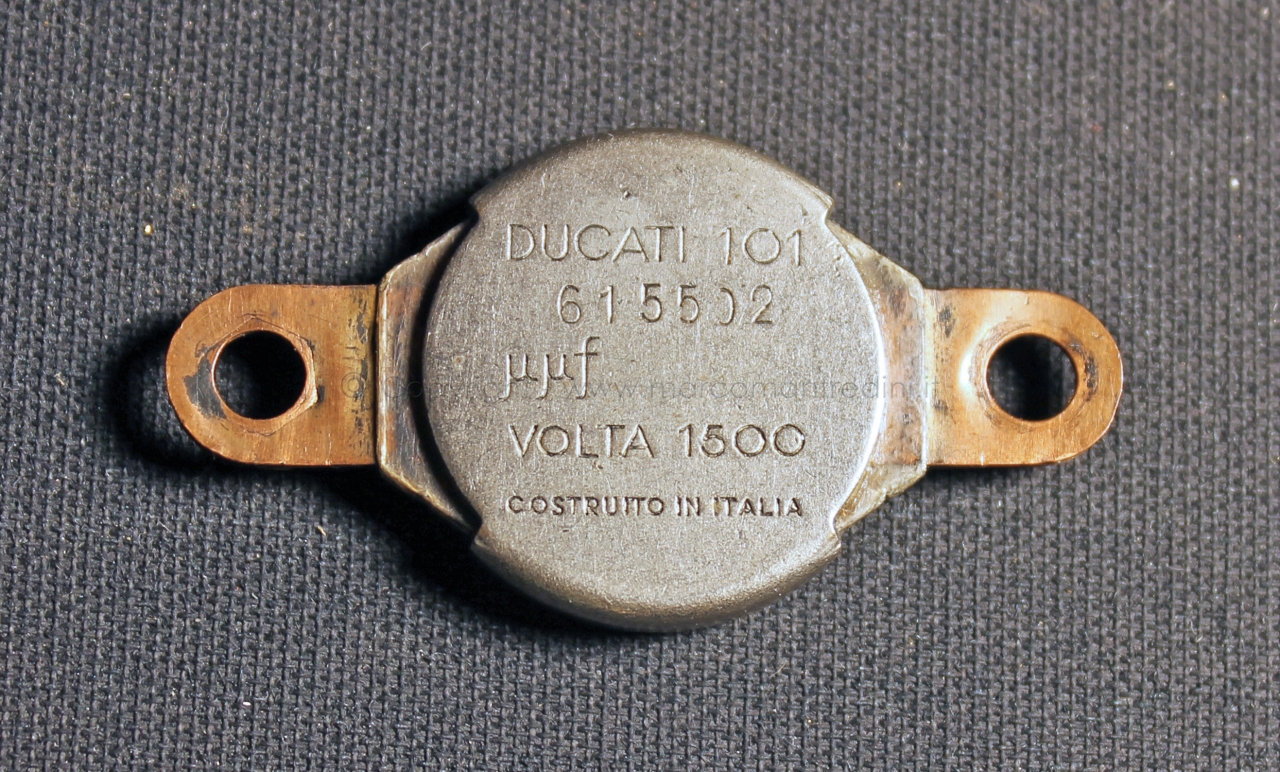 DUCATI 101
615502
μμf
VOLTA 1500
COSTRUITO IN ITALIA